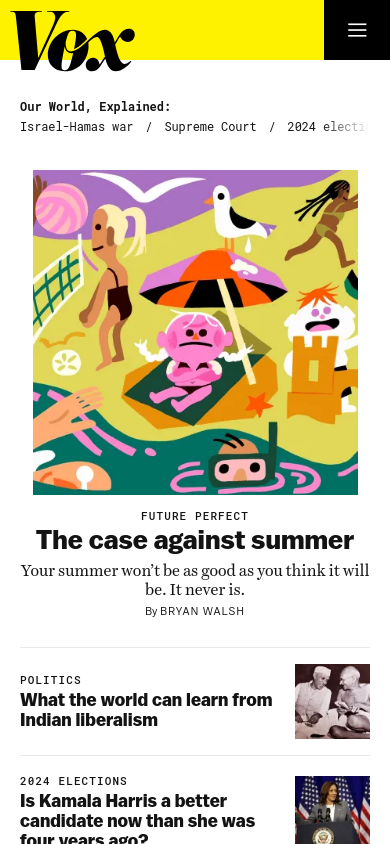 Vox
Our World, Explained:
Israel-Hamas war / Supreme Court / 2024
FUTURE PERFECT
The case against summer
Your summer won’t be as good as you think it will
be. It never is.
By BRYAN WALSH
POLITICS
What the world can learn from
Indian liberalism
2024 ELECTIONS
Is Kamala Harris a better
candidate now than she was
four years ago?